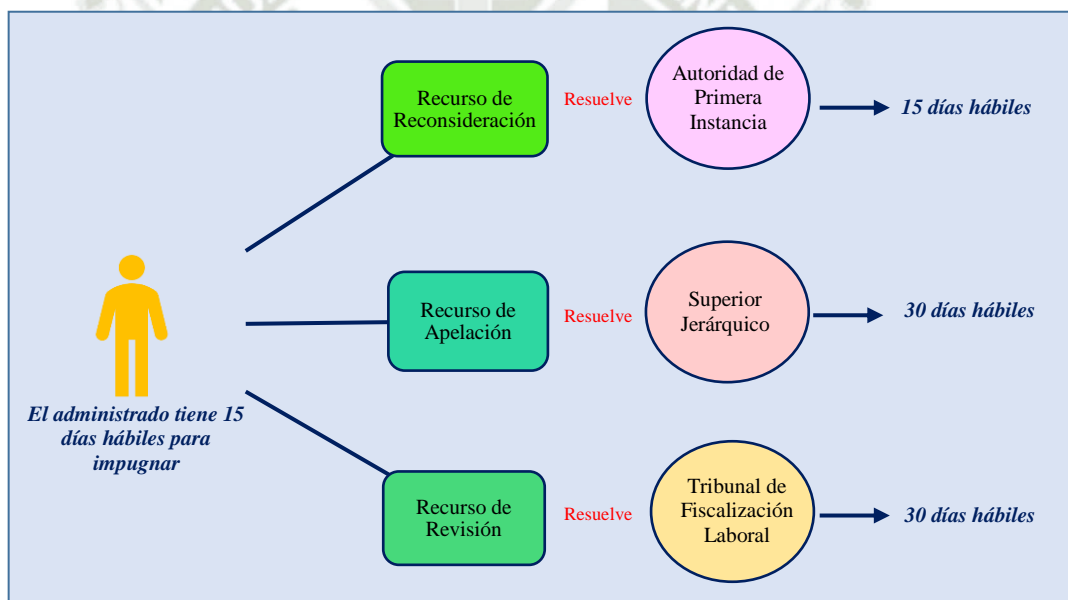 Recurso de
Reconsideración
Resuelve
Autoridad de
Primera
Instancia
15 días hábiles
El administrado tiene 15
días hábiles para
impugnar
Recurso de
Apelación
Resuelve
Superior
Jerárquico
30 días hábiles
Recurso de
Revisión
Resuelve
Tribunal de
Fiscalización
Laboral
30 días hábiles